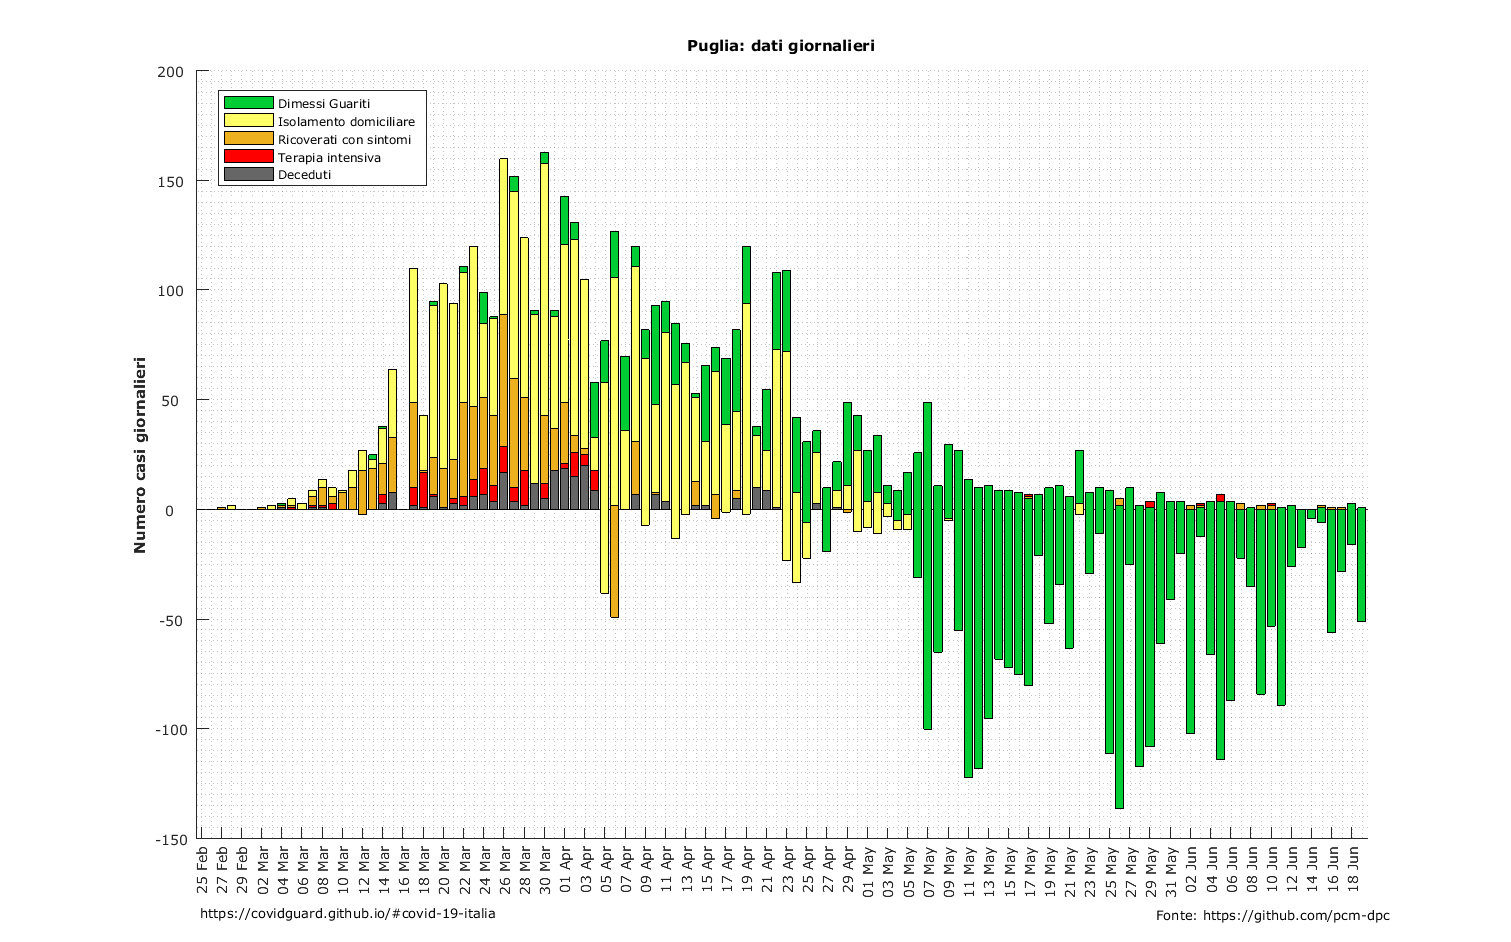 Puglia: dati giornalieri
200
150
100
50
0
-50
-100
-150
Numero casi giornalieri
Dimessi Guariti
Isolamento domiciliare
Ricoverati con sintomi
Terapia intensiva
Deceduti
25 Feb
27 Feb
29 Feb
02 Mar
04 Mar
06 Mar
08 Mar
10 Mar
12 Mar
14 Mar
16 Mar
18 Mar
20 Mar
22 Mar
24 Mar
26 Mar
28 Mar
30 Mar
01 Apr
03 Apr
05 Apr
07 Apr
09 Apr
11 Apr
13 Apr
15 Apr
17 Apr
19 Apr
21 Apr
23 Apr
25 Apr
27 Apr
29 Apr
01 May
03 May
05 May
07 May
09 May
11 May
13 May
15 May
17 May
19 May
21 May
23 May
25 May
27 May
29 May
31 May
02 Jun
04 Jun
06 Jun
08 Jun
10 Jun
12 Jun
14 Jun
16 Jun
18 Jun
https://covidguard.github.io/#covid-19-italia
Fonte: https://github.com/pcm-dpc